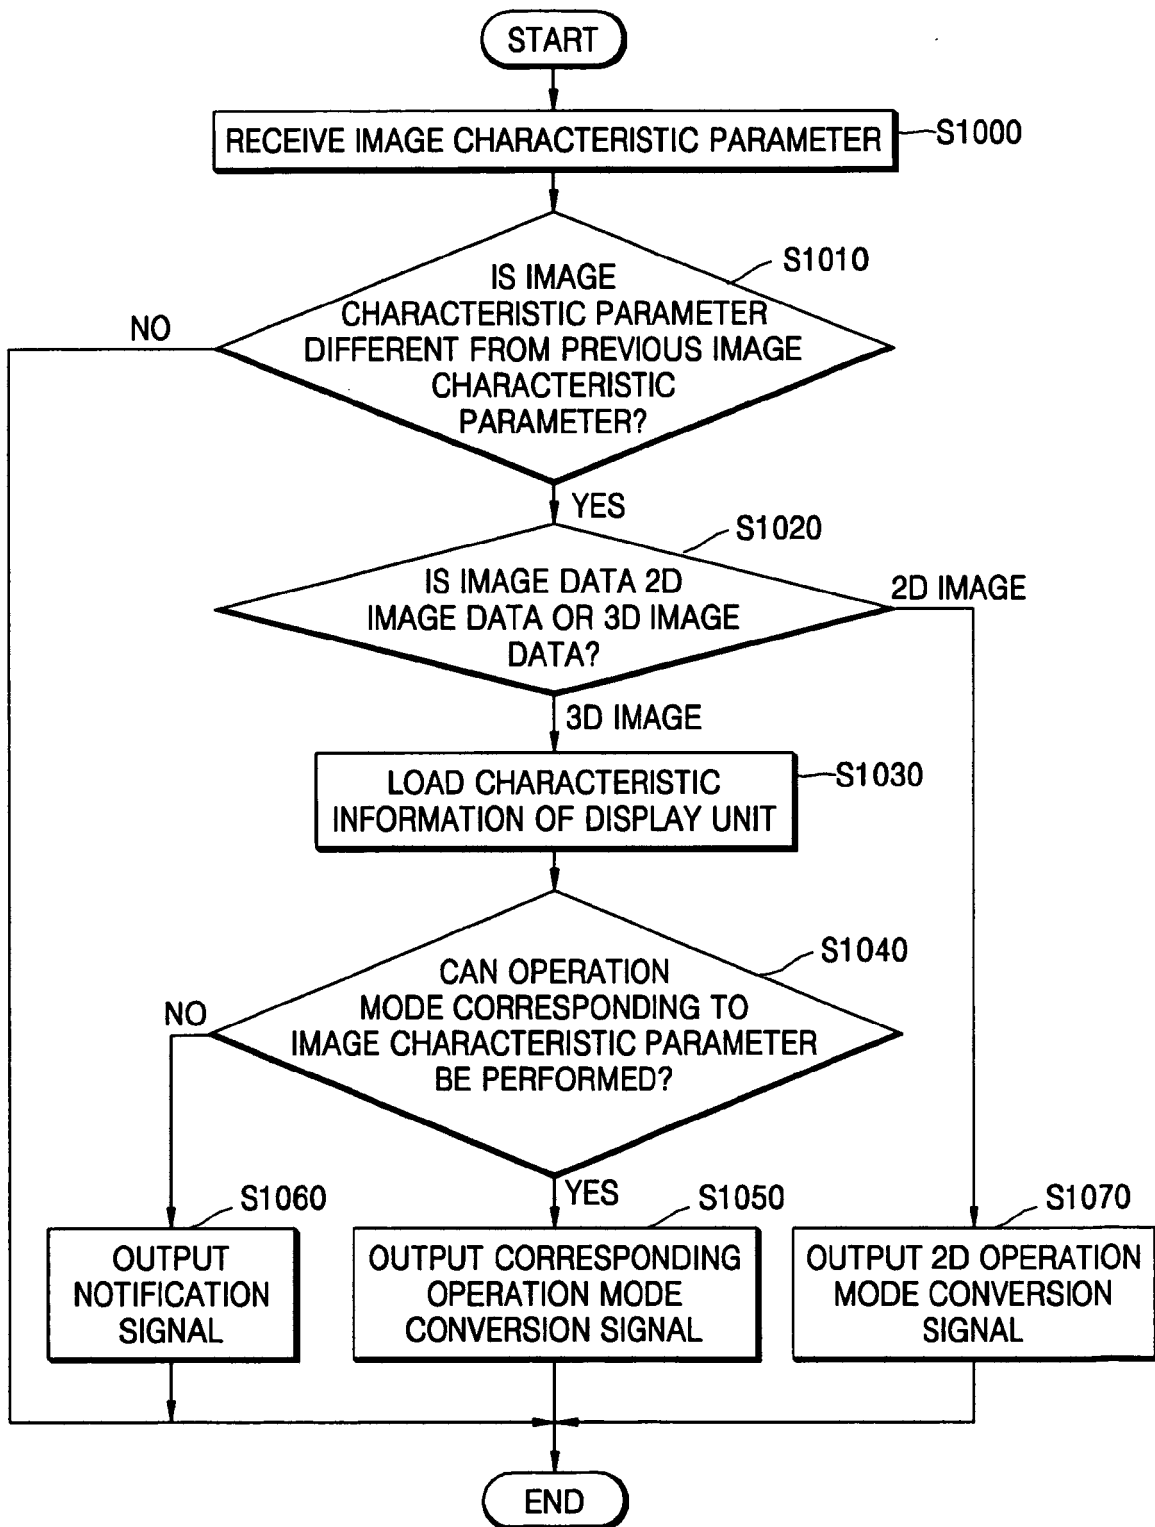 START
RECEIVE IMAGE CHARACTERISTIC PARAMETER
S1000
S1010
IS IMAGE
CHARACTERISTIC PARAMETER
DIFFERENT FROM PREVIOUS IMAGE
CHARACTERISTIC
PARAMETER?
NO
YES
S1020
IS IMAGE DATA 2D
IMAGE DATA OR 3D IMAGE
DATA?
2D IMAGE
3D IMAGE
LOAD CHARACTERISTIC
INFORMATION OF DISPLAY UNIT
S1030
S1040
CAN OPERATION
MODE CORRESPONDING TO
IMAGE CHARACTERISTIC PARAMETER
BE PERFORMED?
NO
YES
S1060
OUTPUT
NOTIFICATION
SIGNAL
S1050
OUTPUT CORRESPONDING
OPERATION MODE
CONVERSION SIGNAL
S1070
OUTPUT 2D OPERATION
MODE CONVERSION
SIGNAL
END